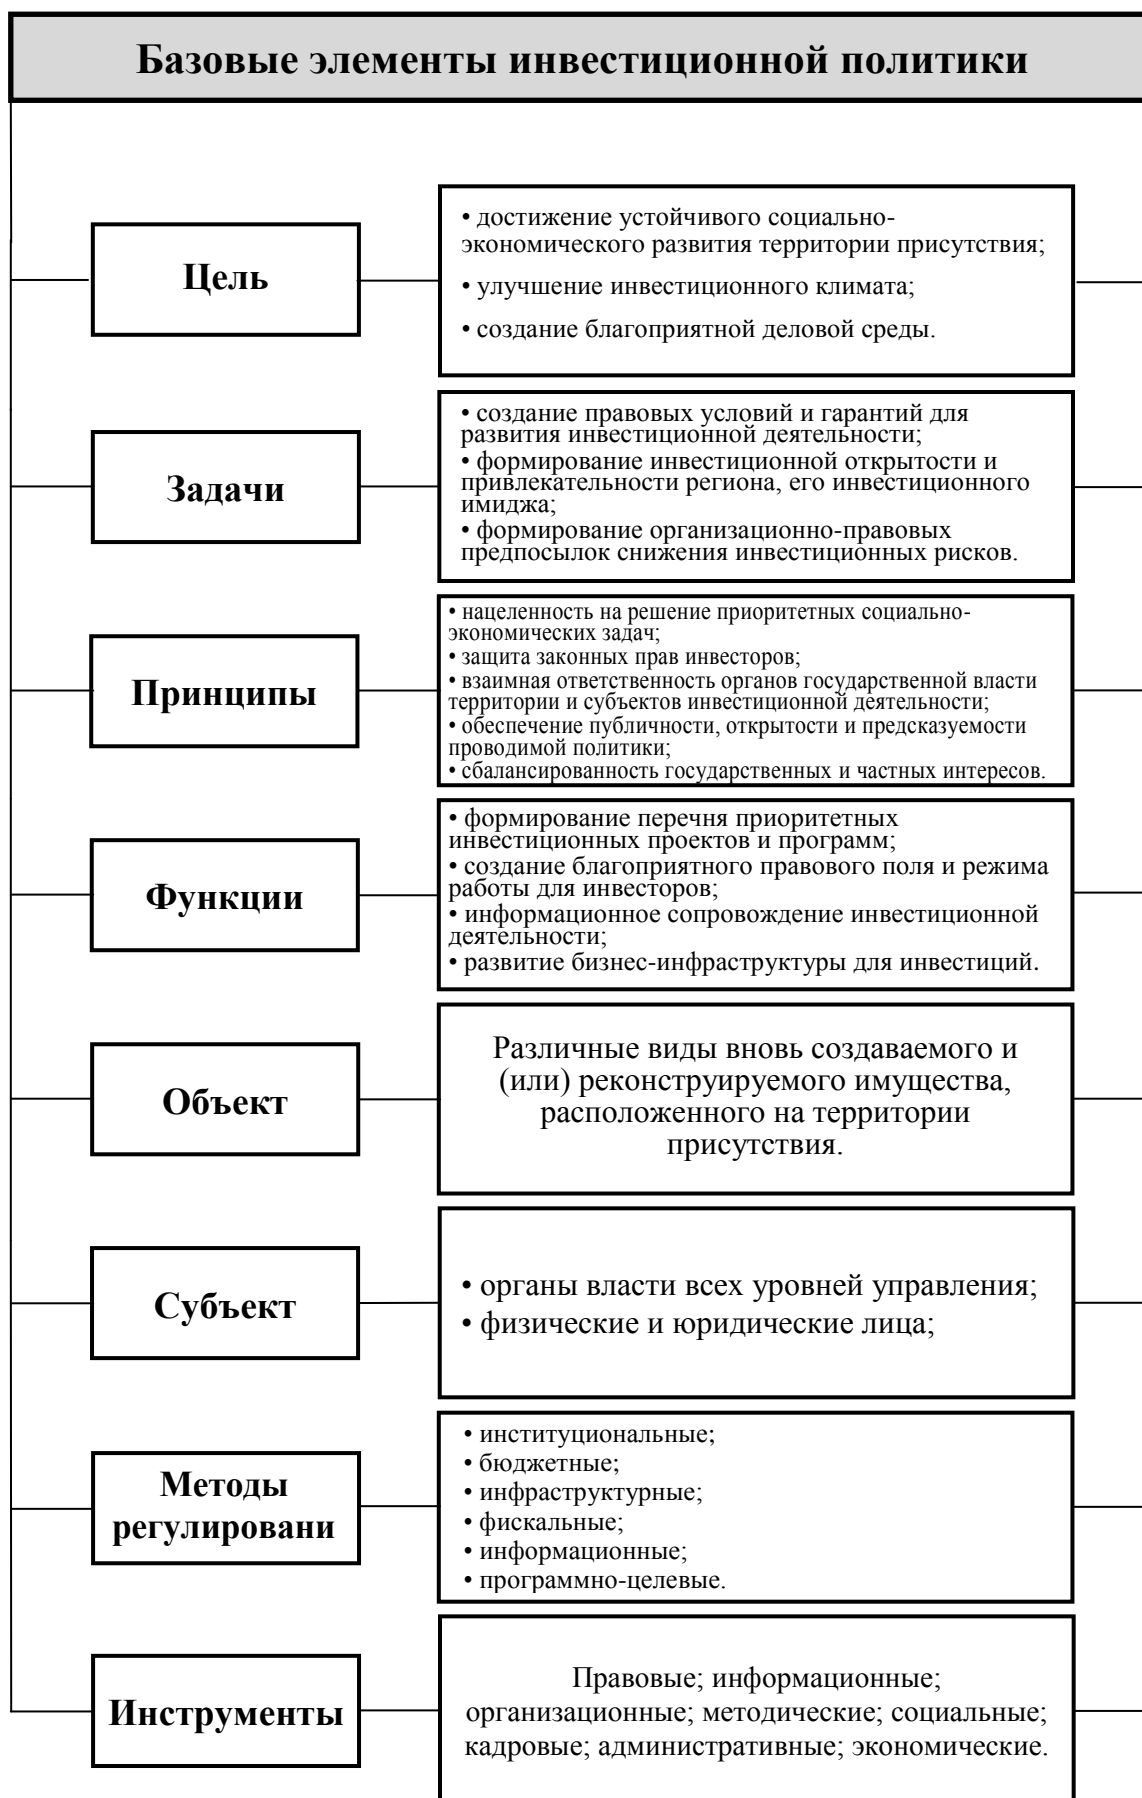 Базовые элементы инвестиционной политики
Цель
• достижение устойчивого социально-
экономического развития территории присутствия;
• улучшение инвестиционного климата;
• создание благоприятной деловой среды.
Задачи
• создание правовых условий и гарантий для
развития инвестиционной деятельности;
• формирование инвестиционной открытости и
привлекательности региона, его инвестиционного
имиджа;
• формирование организационно-правовых
предпосылок снижения инвестиционных рисков.
Принципы
• нацеленность на решение приоритетных социально-
экономических задач;
• защита законных прав инвесторов;
• взаимная ответственность органов государственной власти
территории и субъектов инвестиционной деятельности;
• обеспечение публичности, открытости и предсказуемости
проводимой политики;
• сбалансированность государственных и частных интересов.
Функции
• формирование перечня приоритетных
инвестиционных проектов и программ;
• создание благоприятного правового поля и режима
работы для инвесторов;
• информационное сопровождение инвестиционной
деятельности;
• развитие бизнес-инфраструктуры для инвестиций.
Объект
Различные виды вновь создаваемого и
(или) реконструируемого имущества,
расположенного на территории
присутствия.
Субъект
• органы власти всех уровней управления;
• физические и юридические лица;
Методы
регулировани
• институциональные;
• бюджетные;
• инфраструктурные;
• фискальные;
• информационные;
• программно-целевые.
Инструменты
Правовые; информационные;
организационные; методические; социальные;
кадровые; административные; экономические.